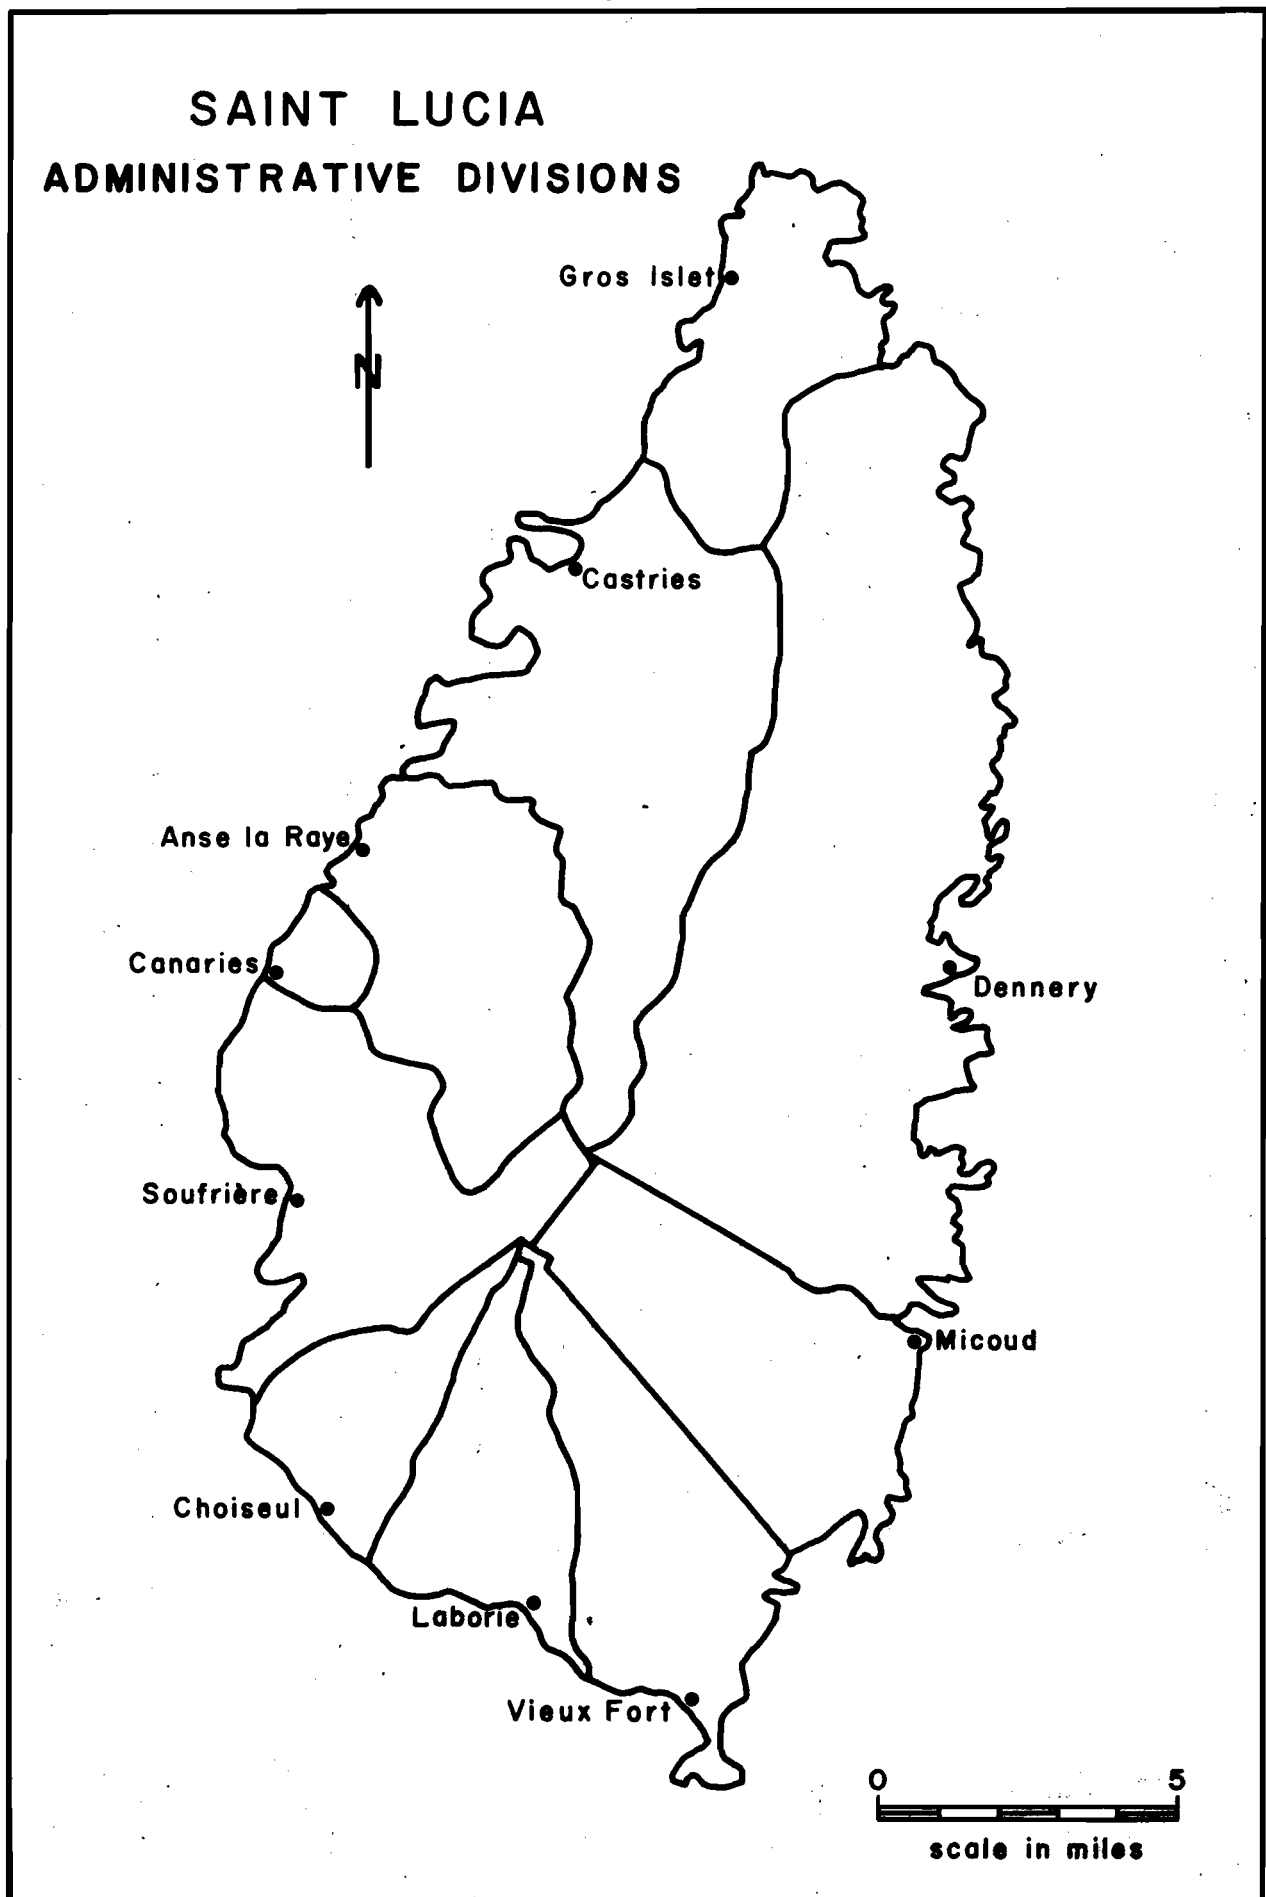 SAINT LUCIA
ADMINISTRATIVE DIVISIONS
Gros Islet
N
Castries
Anse la Raye
Canaries
Dennery
Soufrière
Micoud
Choiseul
Laborie
Vieux Fort
0 5
scale in miles